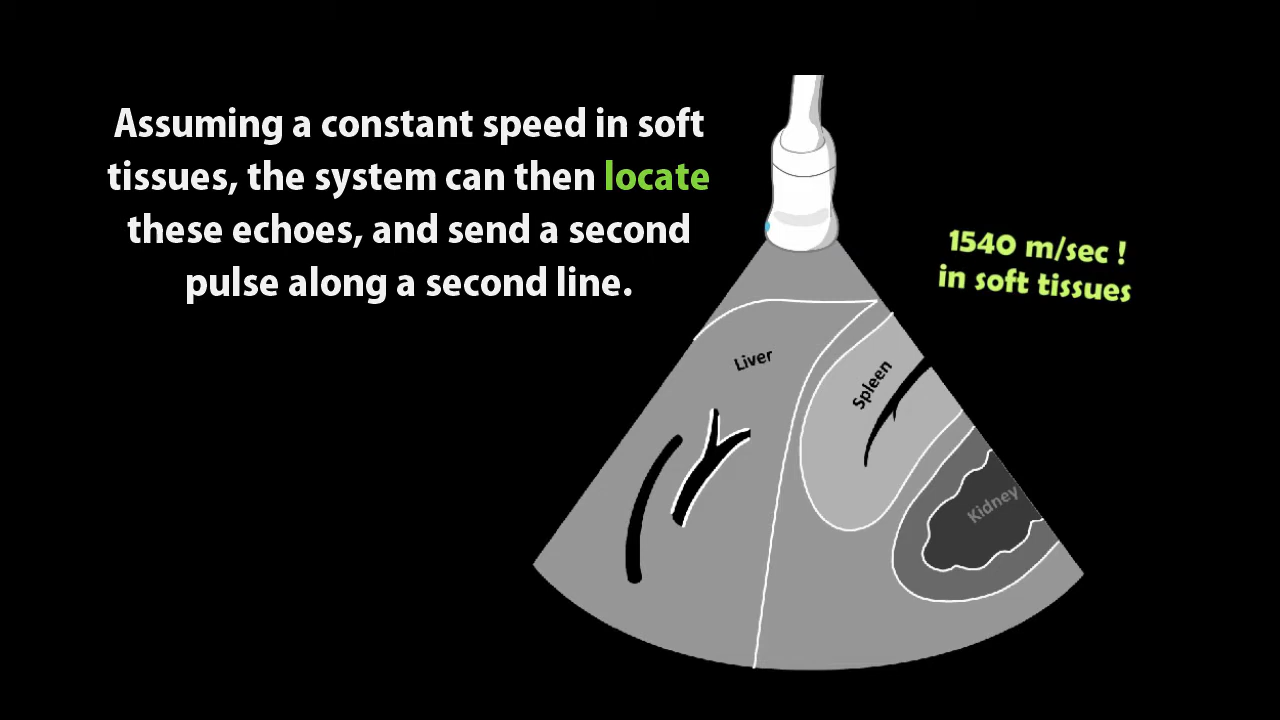 Assuming a constant speed in soft
tissues, the system can then locate
these echoes, and send a second
pulse along a second line.
1540 m/sec !
in soft tissues
Liver
Spleen
Kidney